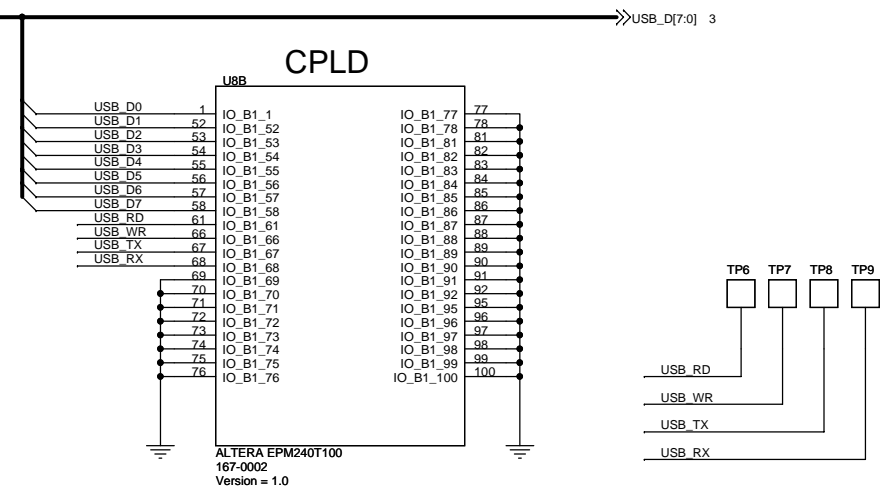 USB_D[7:0] 3
CPLD
U8B
USB_D0 1 IO_B1_1 IO_B1_77 77
USB_D1 52 IO_B1_52 IO_B1_78 78
USB_D2 53 IO_B1_53 IO_B1_81 81
USB_D3 54 IO_B1_54 IO_B1_82 82
USB_D4 55 IO_B1_55 IO_B1_83 83
USB_D5 56 IO_B1_56 IO_B1_84 84
USB_D6 57 IO_B1_57 IO_B1_85 85
USB_D7 58 IO_B1_58 IO_B1_86 86
USB_RD 61 IO_B1_61 IO_B1_87 87
USB_WR 66 IO_B1_66 IO_B1_88 88
USB_TX 67 IO_B1_67 IO_B1_89 89
USB_RX 68 IO_B1_68 IO_B1_90 90
69 IO_B1_69 IO_B1_91 91
70 IO_B1_70 IO_B1_92 92
71 IO_B1_71 IO_B1_95 95
72 IO_B1_72 IO_B1_96 96
73 IO_B1_73 IO_B1_97 97
74 IO_B1_74 IO_B1_98 98
75 IO_B1_75 IO_B1_99 99
76 IO_B1_76 IO_B1_100 100
ALTERA EPM240T100
167-0002
Version = 1.0
TP6 TP7 TP8 TP9
USB_RD
USB_WR
USB_TX
USB_RX